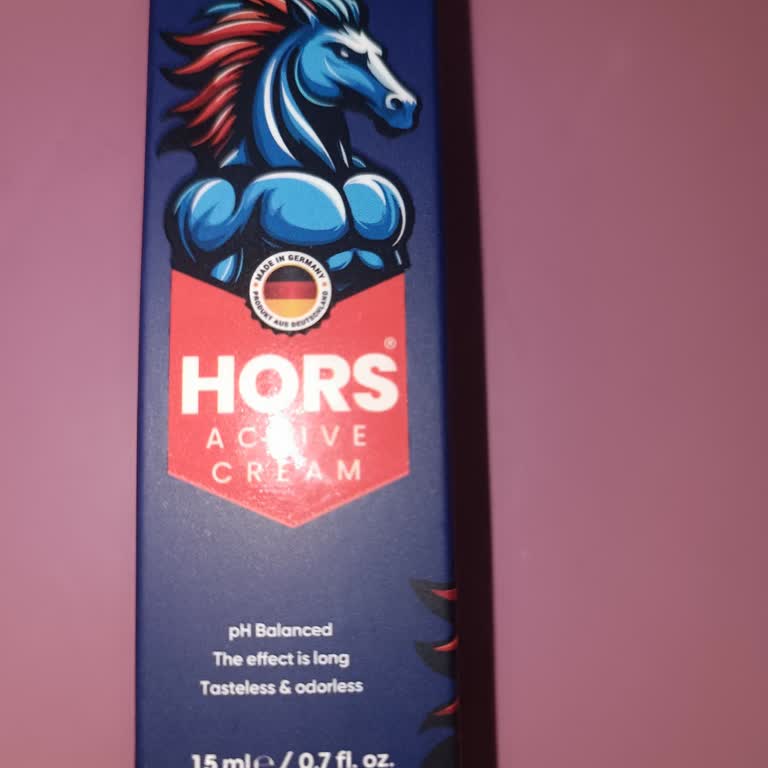 MADE IN GERMANY
PRODUKT AUS DEUTSCHLAND
HORS®
ACTIVE
CREAM
pH Balanced
The effect is long
Tasteless & odorless
15 ml ℮ / 0.7 fl. oz.